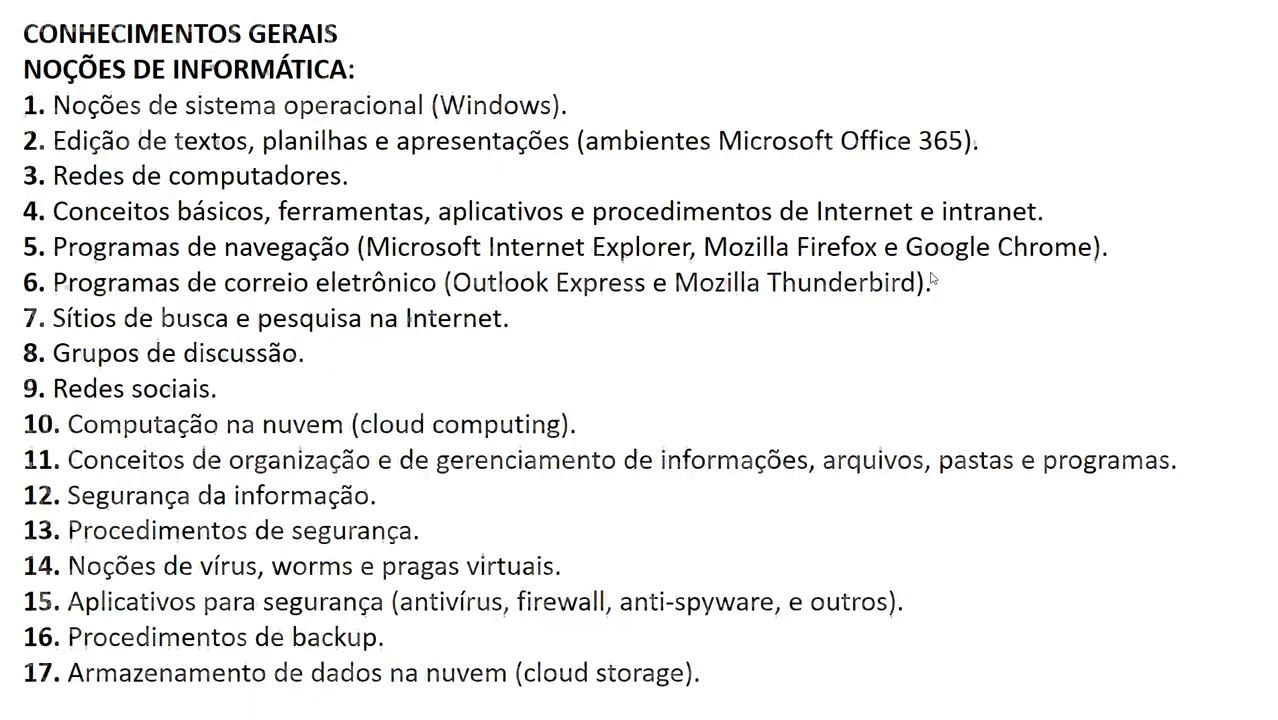 CONHECIMENTOS GERAIS
NOÇÕES DE INFORMÁTICA:
1. Noções de sistema operacional (Windows).
2. Edição de textos, planilhas e apresentações (ambientes Microsoft Office 365).
3. Redes de computadores.
4. Conceitos básicos, ferramentas, aplicativos e procedimentos de Internet e intranet.
5. Programas de navegação (Microsoft Internet Explorer, Mozilla Firefox e Google Chrome).
6. Programas de correio eletrônico (Outlook Express e Mozilla Thunderbird).
7. Sítios de busca e pesquisa na Internet.
8. Grupos de discussão.
9. Redes sociais.
10. Computação na nuvem (cloud computing).
11. Conceitos de organização e de gerenciamento de informações, arquivos, pastas e programas.
12. Segurança da informação.
13. Procedimentos de segurança.
14. Noções de vírus, worms e pragas virtuais.
15. Aplicativos para segurança (antivírus, firewall, anti-spyware, e outros).
16. Procedimentos de backup.
17. Armazenamento de dados na nuvem (cloud storage).